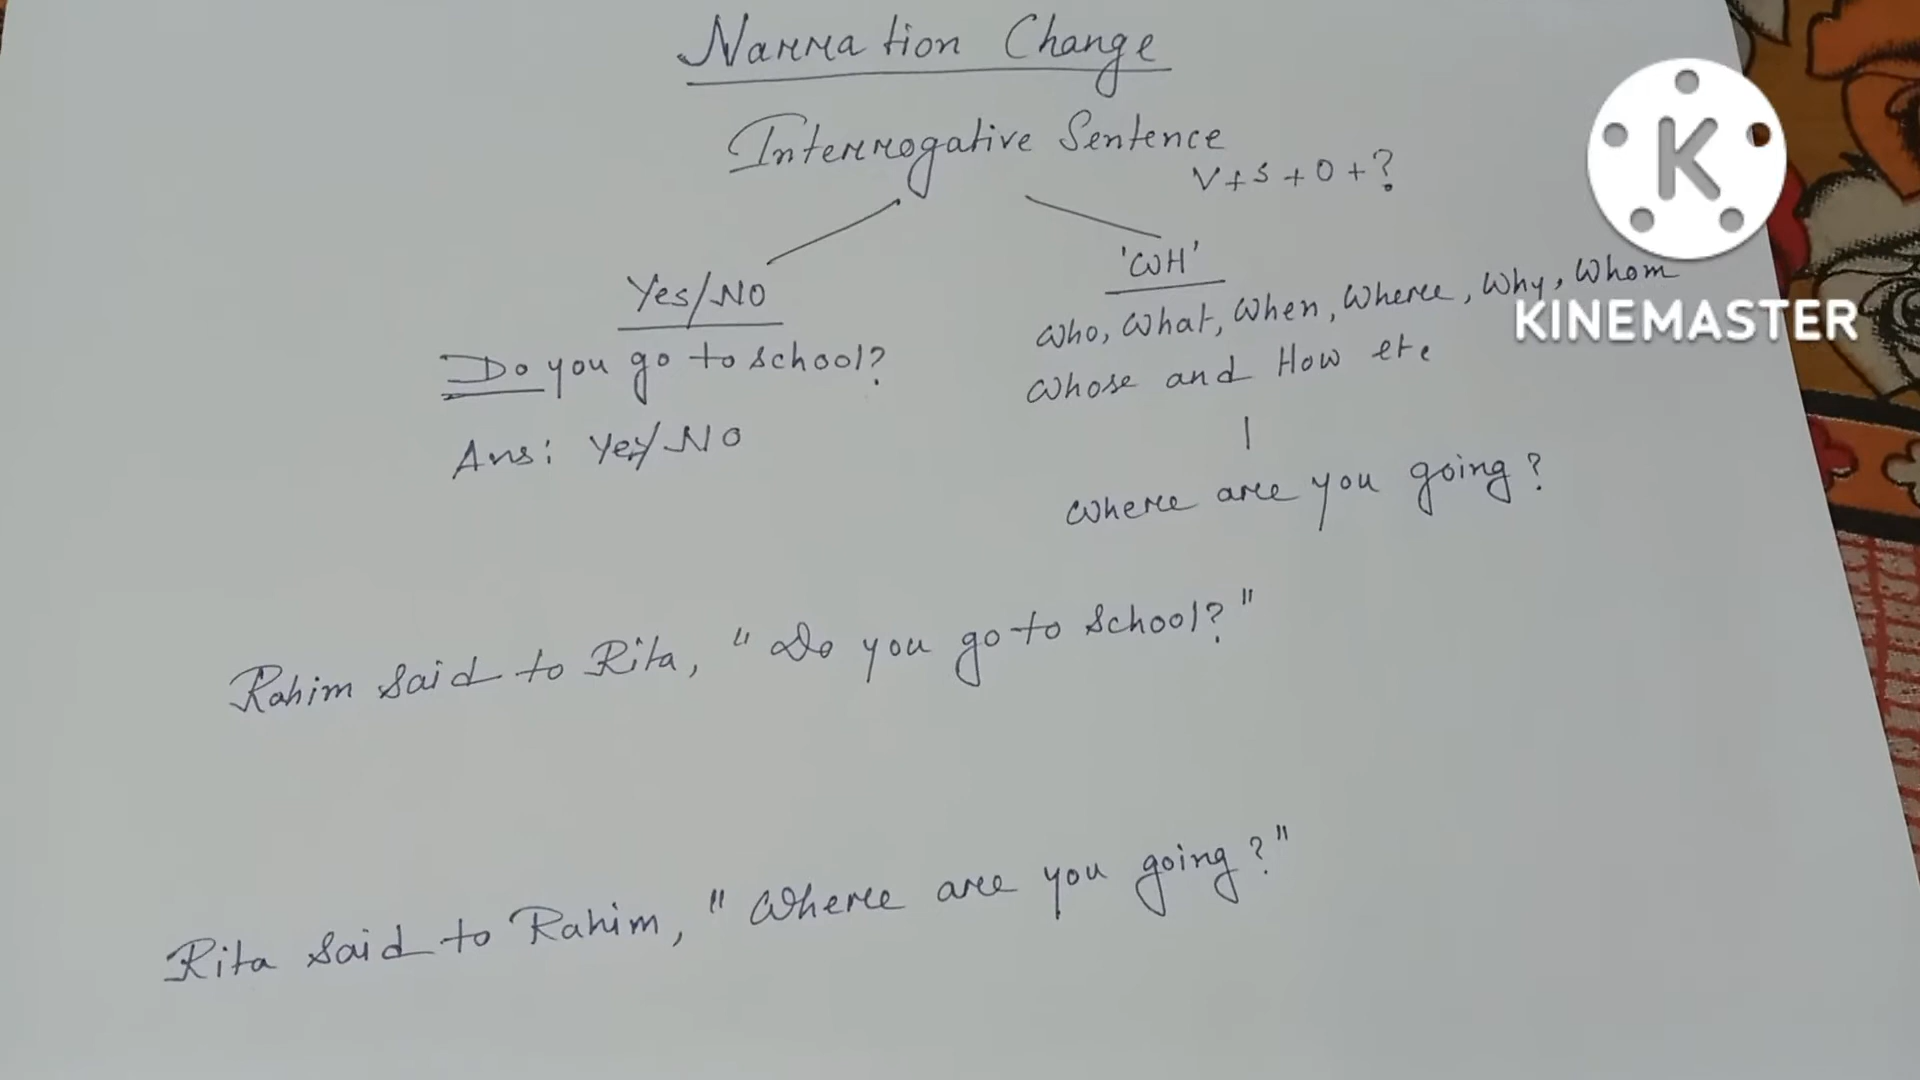 Narration Change
Interrogative Sentence
V+S+O+?
Yes/NO
Do you go to school?
Ans: Yes/NO
'WH'
Who, What, When, Where, Why, Whom
Whose and How etc
Where are you going?
Rahim said to Rita, "Do you go to school?"
Rita said to Rahim, "Where are you going?"
K
KINEMASTER